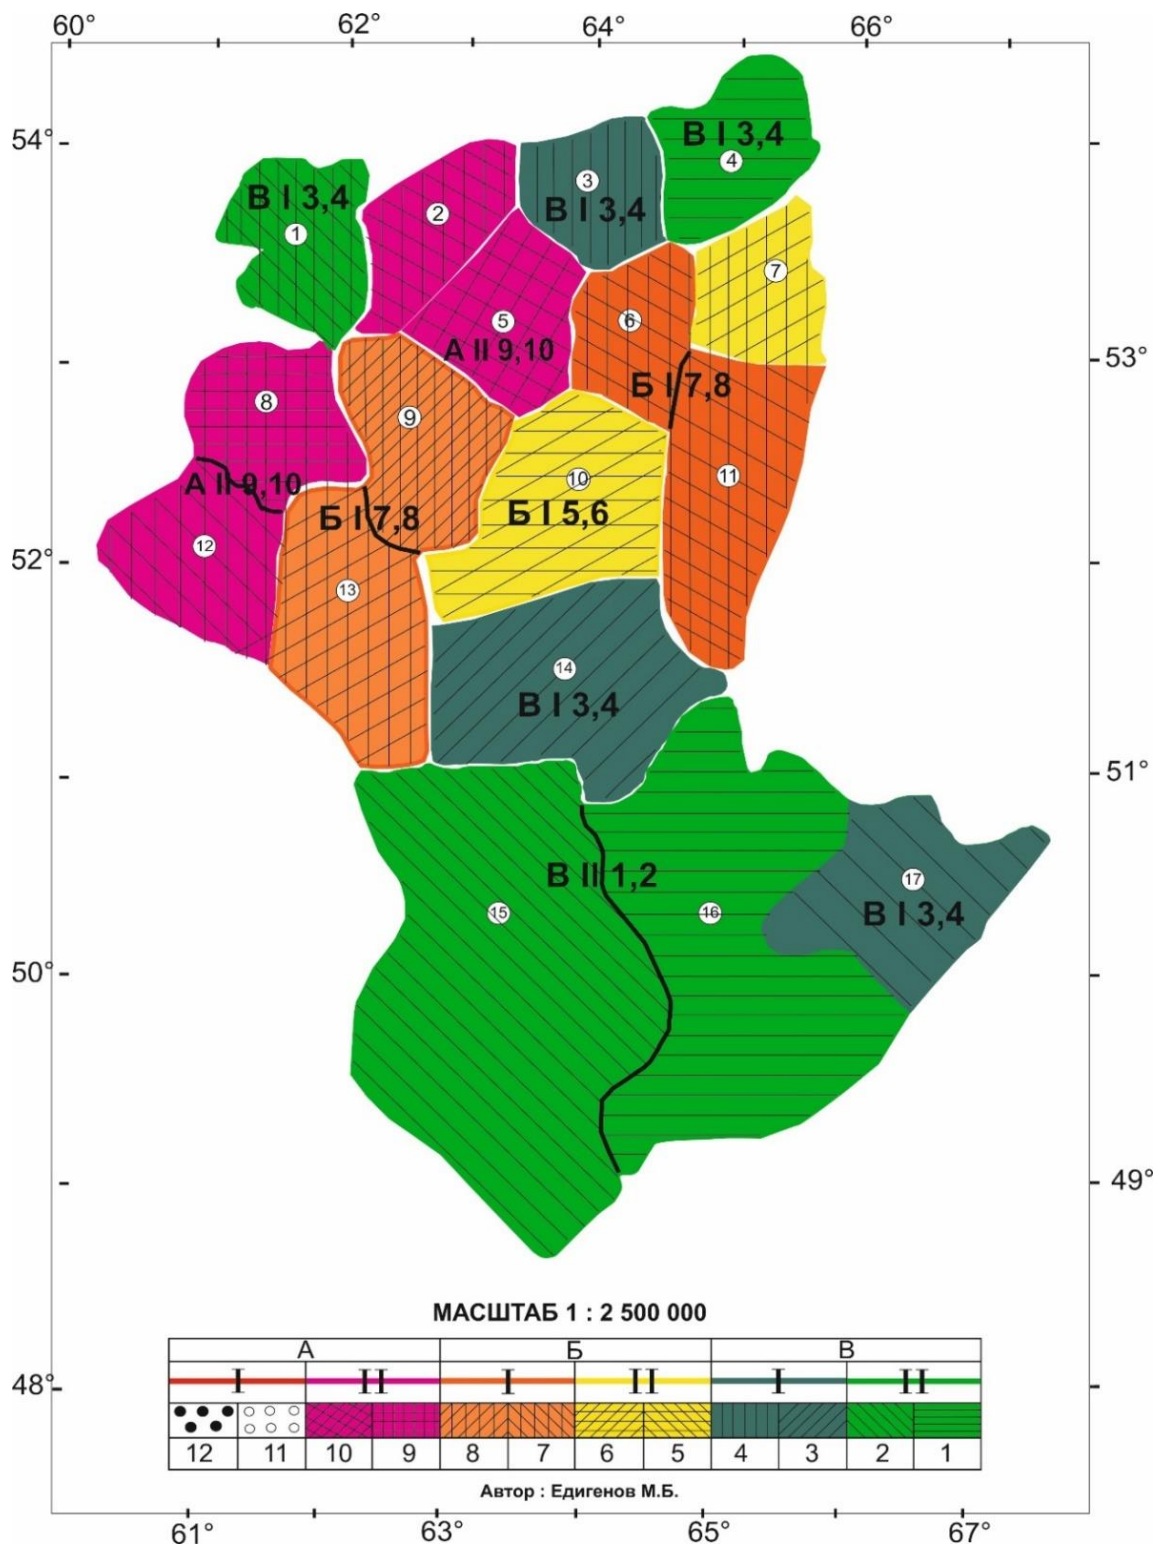 60° 62° 64° 66°
54°
В I 3,4
4
3
В I 3,4
В I 3,4
1
2
7
5
6
А II 9,10
53°
Б I 7,8
8
9
10
11
А II 9,10
Б I 7,8
Б I 5,6
12
52°
13
14
В I 3,4
51°
В II 1,2
17
15
16
В I 3,4
50°
49°
МАСШТАБ 1 : 2 500 000
А Б В
I II I II I II
48°
12 11 10 9 8 7 6 5 4 3 2 1
Автор : Едигенов М.Б.
61° 63° 65° 67°